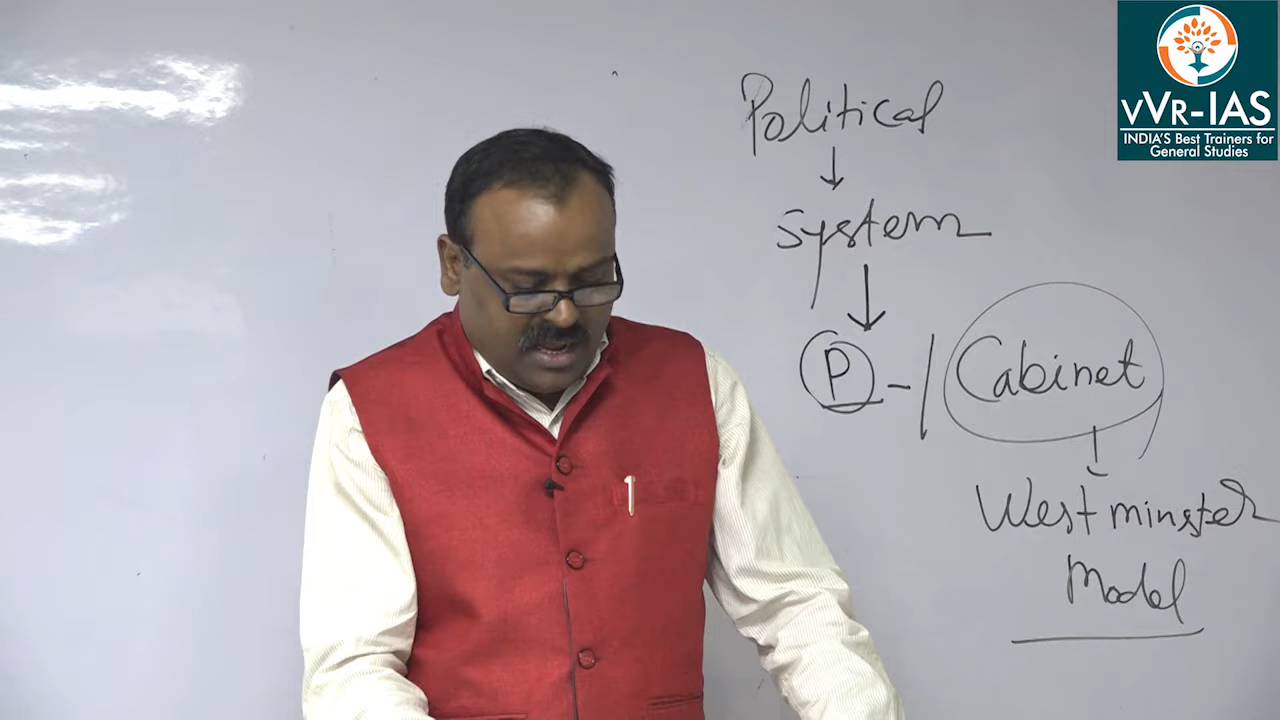 vVr-IAS
INDIA'S Best Trainers for
General Studies
Political
System
P - / Cabinet
Westminster
Model